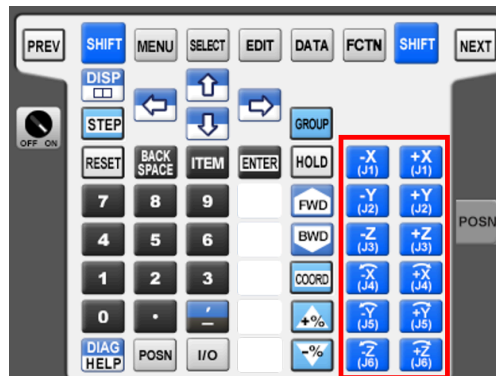 PREV SHIFT MENU SELECT EDIT DATA FCTN SHIFT NEXT
DISP
STEP GROUP
OFF ON
RESET BACK SPACE ITEM ENTER HOLD -X (J1) +X (J1)
7 8 9 FWD -Y (J2) +Y (J2)
POSN
4 5 6 BWD -Z (J3) +Z (J3)
1 2 3 COORD -X (J4) +X (J4)
0 . +% -Y (J5) +Y (J5)
DIAG HELP POSN I/O -% -Z (J6) +Z (J6)